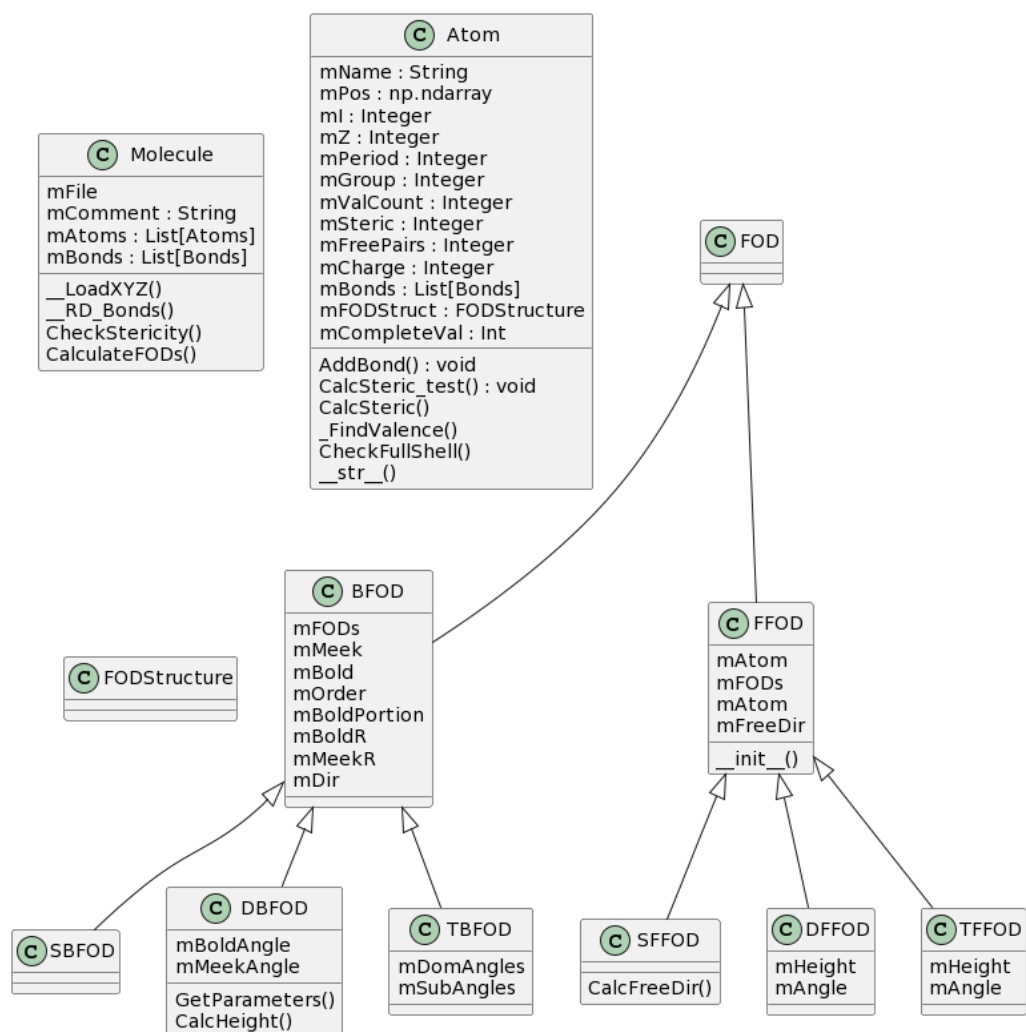 C Atom
mName : String
mPos : np.ndarray
mI : Integer
mZ : Integer
mPeriod : Integer
mGroup : Integer
mValCount : Integer
mSteric : Integer
mFreePairs : Integer
mCharge : Integer
mBonds : List[Bonds]
mFODStruct : FODStructure
mCompleteVal : Int
AddBond() : void
CalcSteric_test() : void
CalcSteric()
_FindValence()
CheckFullShell()
__str__()
C Molecule
mFile
mComment : String
mAtoms : List[Atoms]
mBonds : List[Bonds]
__LoadXYZ()
__RD_Bonds()
CheckStericity()
CalculateFODs()
C FOD
C BFOD
mFODs
mMeek
mBold
mOrder
mBoldPortion
mBoldR
mMeekR
mDir
C FFOD
mAtom
mFODs
mAtom
mFreeDir
__init__()
C FODStructure
C SBFOD
C DBFOD
mBoldAngle
mMeekAngle
GetParameters()
CalcHeight()
C TBFOD
mDomAngles
mSubAngles
C SFFOD
CalcFreeDir()
C DFFOD
mHeight
mAngle
C TFFOD
mHeight
mAngle